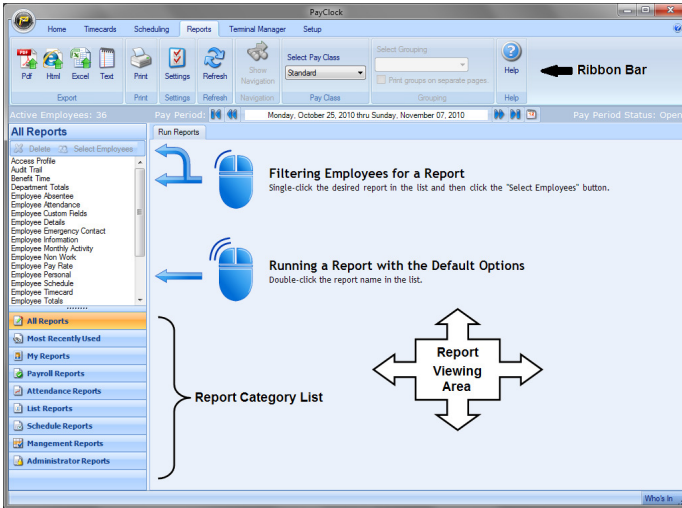 PayClock
Home Timecards Scheduling Reports Terminal Manager Setup
Pdf Html Excel Text Print Settings Refresh Show Navigation Select Pay Class Standard Select Grouping Print groups on separate pages Help
Ribbon Bar
Export Print Settings Refresh Navigation Pay Class Grouping Help
Active Employees: 36 Pay Period: Monday, October 25, 2010 thru Sunday, November 07, 2010 Pay Period Status: Open
All Reports
Run Reports
Delete Select Employees
Access Profile
Audit Trail
Benefit Time
Department Totals
Employee Absentee
Employee Attendance
Employee Custom Fields
Employee Details
Employee Emergency Contact
Employee Information
Employee Monthly Activity
Employee Non Work
Employee Pay Rate
Employee Personal
Employee Schedule
Employee Timecard
Employee Totals
Filtering Employees for a Report
Single-click the desired report in the list and then click the "Select Employees" button.
Running a Report with the Default Options
Double-click the report name in the list.
All Reports
Most Recently Used
My Reports
Payroll Reports
Attendance Reports
List Reports
Schedule Reports
Mangement Reports
Administrator Reports
Report Category List
Report
Viewing
Area
Who's In